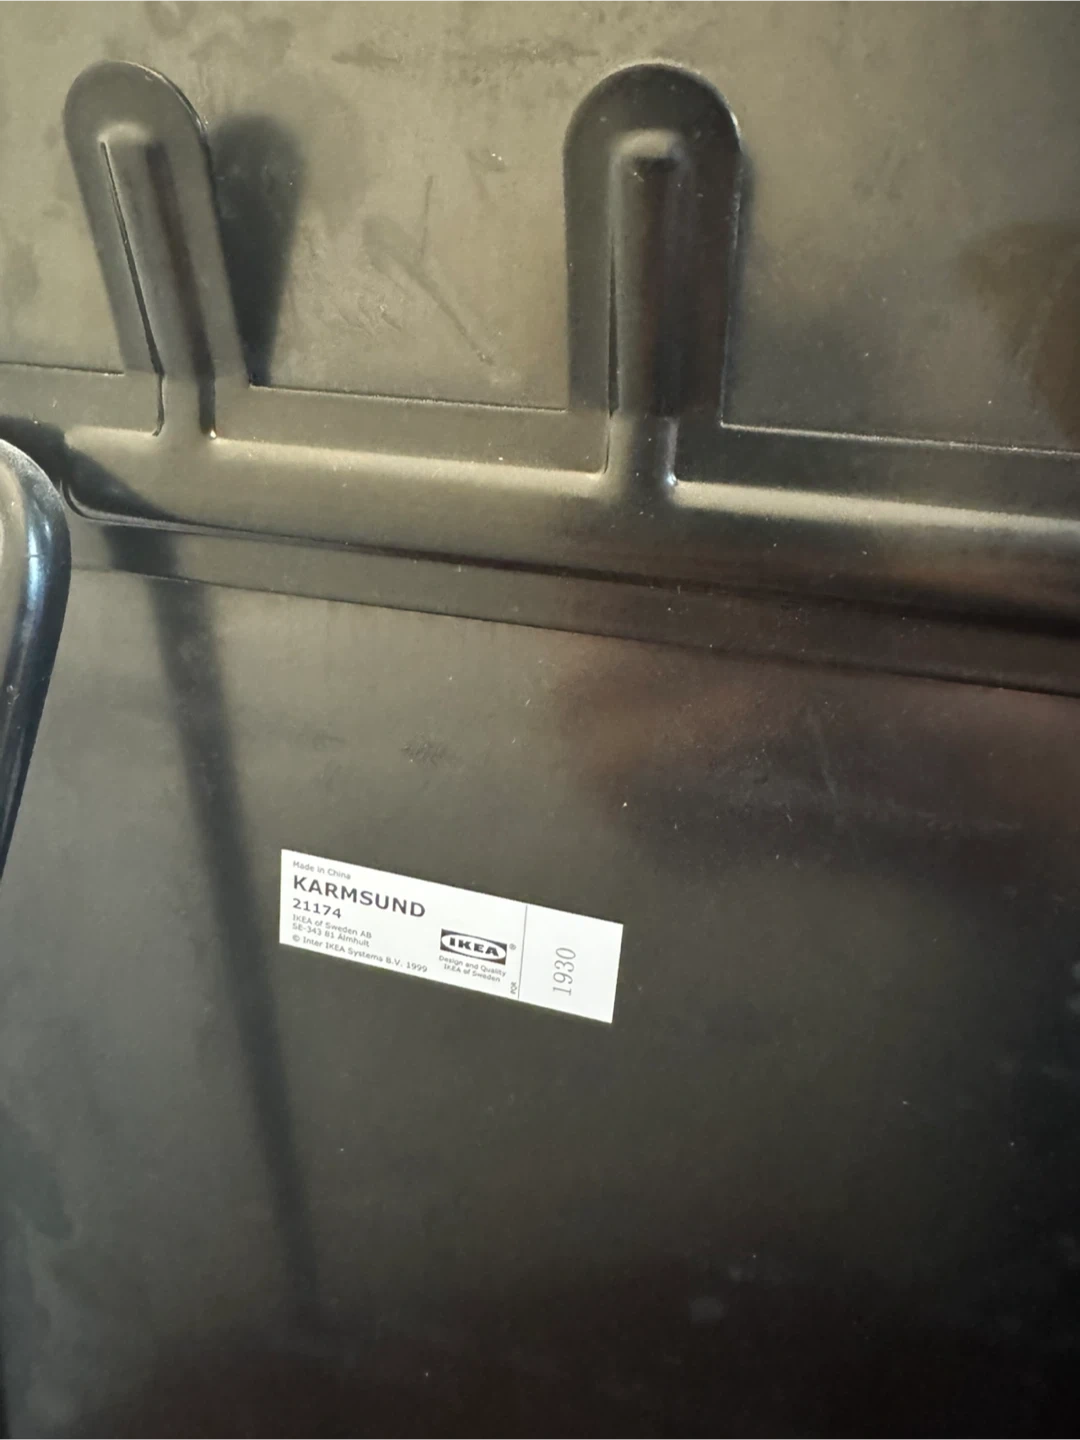 Made in China
KARMSUND
21174
IKEA of Sweden AB
SE-343 81 Älmhult
© Inter IKEA Systems B.V. 1999
IKEA®
Design and Quality
IKEA of Sweden
1930